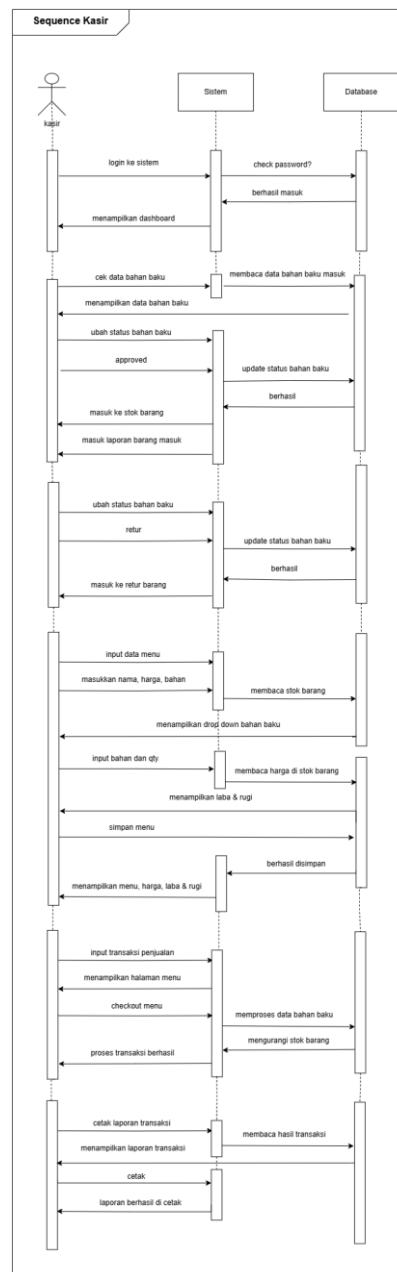 Sequence Kasir
kasir
Sistem
Database
login ke sistem
check password?
berhasil masuk
menampilkan dashboard
cek data bahan baku
membaca data bahan baku masuk
menampilkan data bahan baku
ubah status bahan baku
approved
update status bahan baku
berhasil
masuk ke stok barang
masuk laporan barang masuk
ubah status bahan baku
retur
update status bahan baku
berhasil
masuk ke retur barang
input data menu
masukkan nama, harga, bahan
membaca stok barang
menampilkan drop down bahan baku
input bahan dan qty
membaca harga di stok barang
menampilkan laba & rugi
simpan menu
berhasil disimpan
menampilkan menu, harga, laba & rugi
input transaksi penjualan
menampilkan halaman menu
checkout menu
memproses data bahan baku
mengurangi stok barang
proses transaksi berhasil
cetak laporan transaksi
membaca hasil transaksi
menampilkan laporan transaksi
cetak
laporan berhasil di cetak